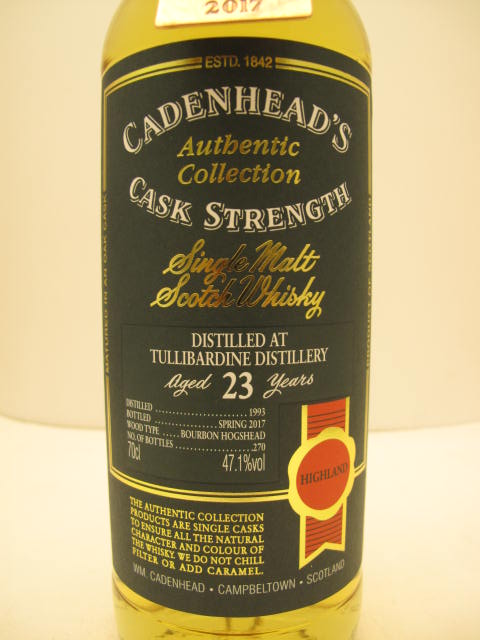 2017
ESTD. 1842
CADENHEAD'S
Authentic
Collection
CASK STRENGTH
Single Malt
Scotch Whisky
MATURED IN AN OAK CASK
PRODUCT OF SCOTLAND
DISTILLED AT
TULLIBARDINE DISTILLERY
Aged 23 Years
DISTILLED ........................ 1993
BOTTLED ................ SPRING 2017
WOOD TYPE ..... BOURBON HOGSHEAD
NO. OF BOTTLES ..................... 270
70cl 47.1%vol
HIGHLAND
THE AUTHENTIC COLLECTION
PRODUCTS ARE SINGLE CASKS
TO ENSURE ALL THE NATURAL
CHARACTER AND COLOUR OF
THE WHISKY. WE DO NOT CHILL
FILTER OR ADD CARAMEL.
WM. CADENHEAD • CAMPBELTOWN • SCOTLAND